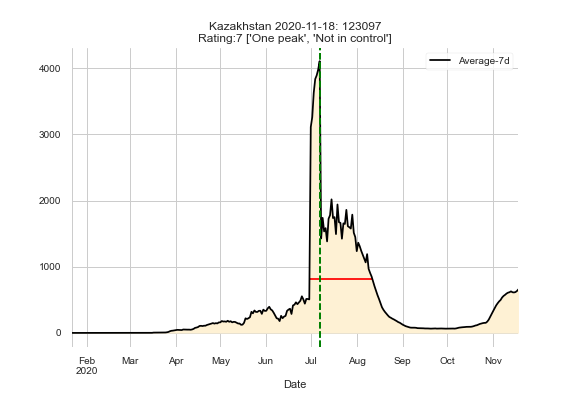 Kazakhstan 2020-11-18: 123097
Rating:7 ['One peak', 'Not in control']
Average-7d
4000
3000
2000
1000
0
Feb Mar Apr May Jun Jul Aug Sep Oct Nov
2020
Date